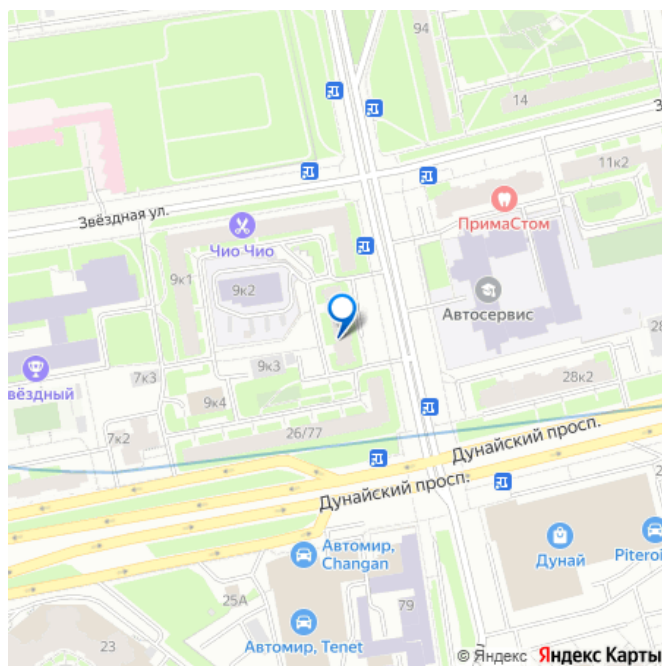 94
14
З
11к2
Звёздная ул.
ПримаСтом
Чио Чио
9к1
9к2
Автосервис
28
9к3
вёздный
7к3
9к4
28к2
7к2
26/77
Дунайский просп.
Дунайский просп.
Автомир,
Changan
Дунай
Piteroi
25А
79
Автомир, Tenet
23
© Яндекс Яндекс Карты